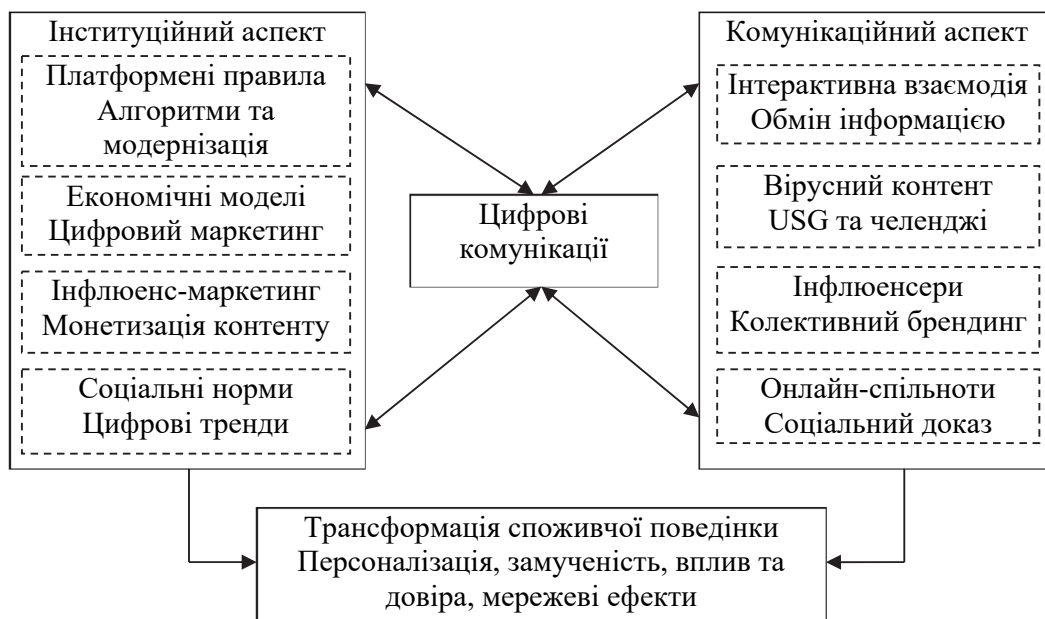 Інституційний аспект
Платформені правила
Алгоритми та
модернізація
Економічні моделі
Цифровий маркетинг
Інфлюенс-маркетинг
Монетизація контенту
Соціальні норми
Цифрові тренди
Цифрові
комунікації
Комунікаційний аспект
Інтерактивна взаємодія
Обмін інформацією
Вірусний контент
USG та челенджі
Інфлюенсери
Колективний брендинг
Онлайн-спільноти
Соціальний доказ
Трансформація споживчої поведінки
Персоналізація, замученість, вплив та
довіра, мережеві ефекти